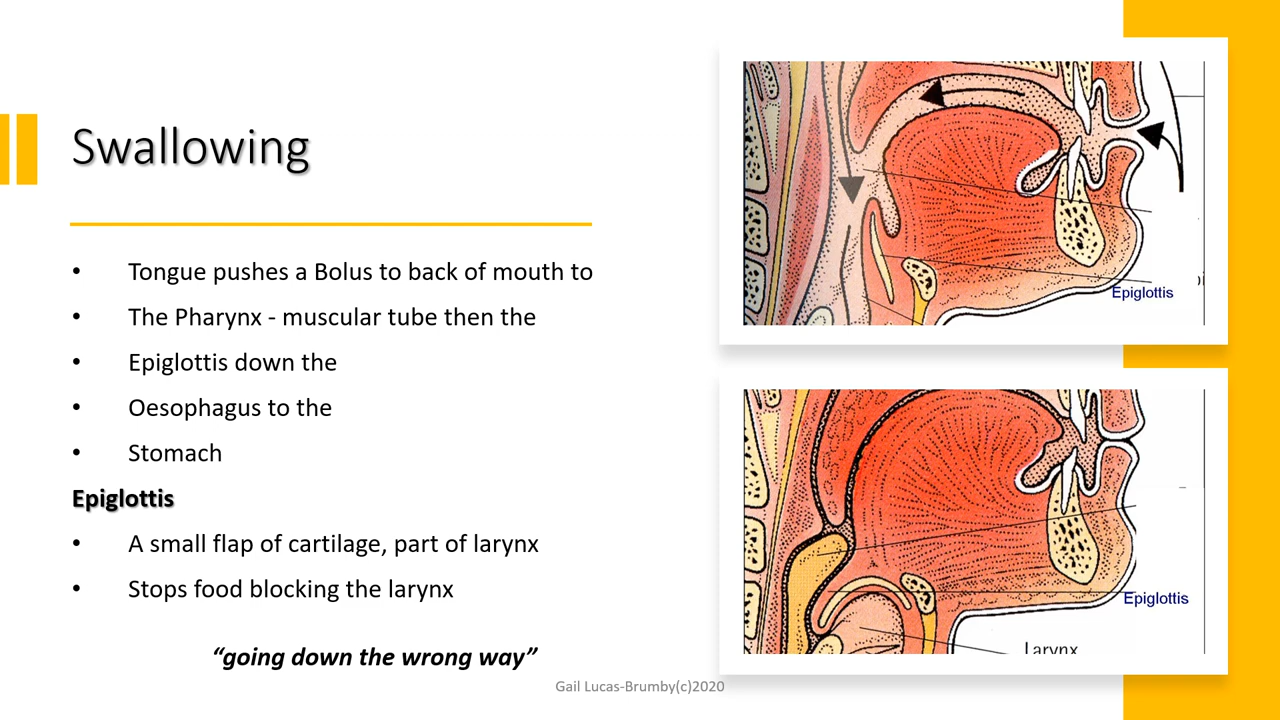 Swallowing
• Tongue pushes a Bolus to back of mouth to
• The Pharynx - muscular tube then the
• Epiglottis down the
• Oesophagus to the
• Stomach
Epiglottis
• A small flap of cartilage, part of larynx
• Stops food blocking the larynx
“going down the wrong way”
Epiglottis
Epiglottis
Larynx
Gail Lucas-Brumby(c)2020